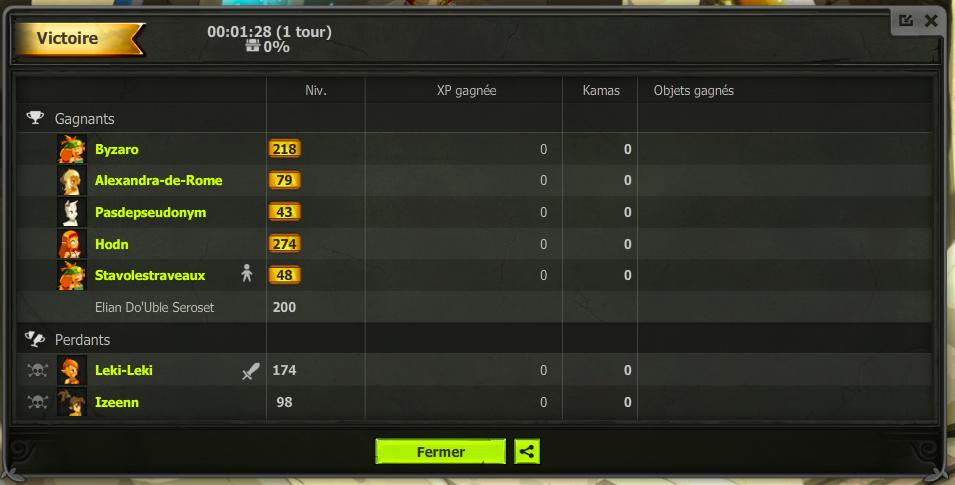 Victoire
00:01:28 (1 tour)
0%
Niv. XP gagnée Kamas Objets gagnés
Gagnants
Byzaro 218 0 0
Alexandra-de-Rome 79 0 0
Pasdepseudonym 43 0 0
Hodn 274 0 0
Stavolestraveaux 48 0 0
Elian Do'Uble Seroset 200
Perdants
Leki-Leki 174 0 0
Izeenn 98 0 0
Fermer